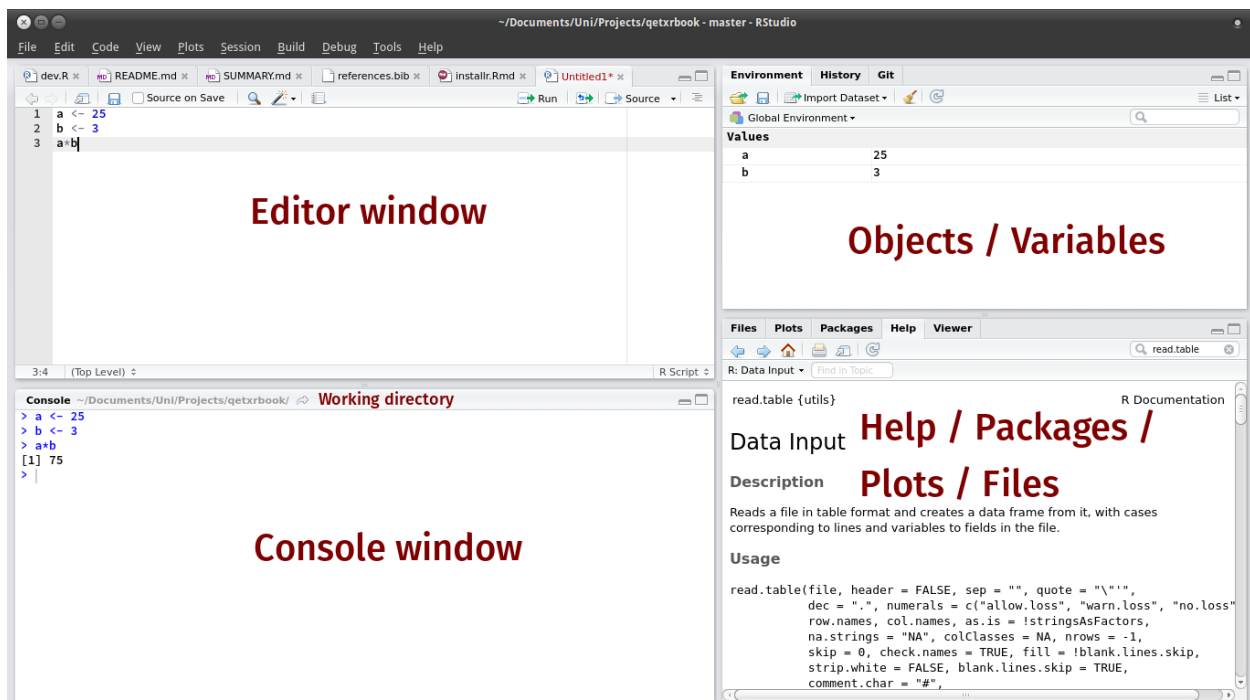 ~/Documents/Uni/Projects/qetxrbook - master - RStudio
File Edit Code View Plots Session Build Debug Tools Help
dev.R README.md SUMMARY.md references.bib installr.Rmd Untitled1*
Source on Save Run Source
1 a <- 25
2 b <- 3
3 a*b
Editor window
3:4 (Top Level) R Script
Console ~/Documents/Uni/Projects/qetxrbook/ Working directory
> a <- 25
> b <- 3
> a*b
[1] 75
>
Console window
Environment History Git
Import Dataset List
Global Environment
Values
a 25
b 3
Objects / Variables
Files Plots Packages Help Viewer
read.table
R: Data Input Find in Topic
read.table {utils} R Documentation
Data Input
Help / Packages /
Plots / Files
Description
Reads a file in table format and creates a data frame from it, with cases
corresponding to lines and variables to fields in the file.
Usage
read.table(file, header = FALSE, sep = "", quote = "\"'",
dec = ".", numerals = c("allow.loss", "warn.loss", "no.loss"
row.names, col.names, as.is = !stringsAsFactors,
na.strings = "NA", colClasses = NA, nrows = -1,
skip = 0, check.names = TRUE, fill = !blank.lines.skip,
strip.white = FALSE, blank.lines.skip = TRUE,
comment.char = "#",